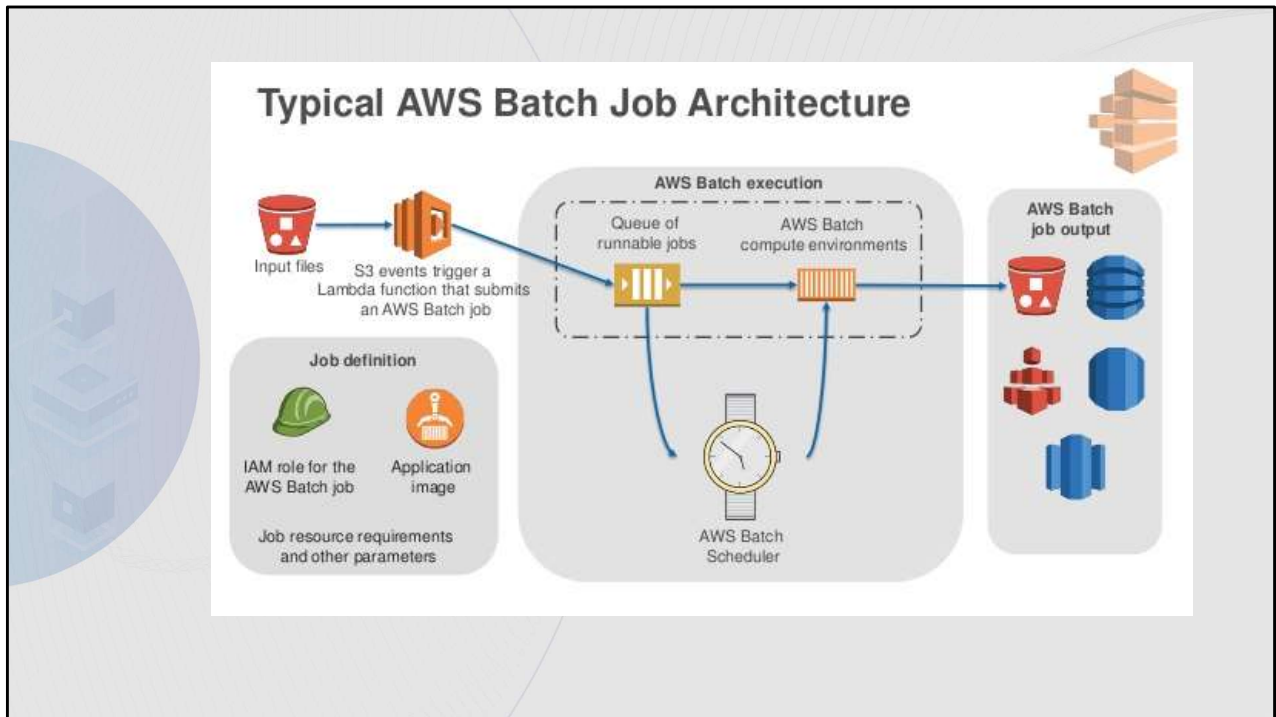 Typical AWS Batch Job Architecture
Input files
S3 events trigger a
Lambda function that submits
an AWS Batch job
Job definition
IAM role for the
AWS Batch job
Application
image
Job resource requirements
and other parameters
AWS Batch execution
Queue of
runnable jobs
AWS Batch
compute environments
AWS Batch
Scheduler
AWS Batch
job output